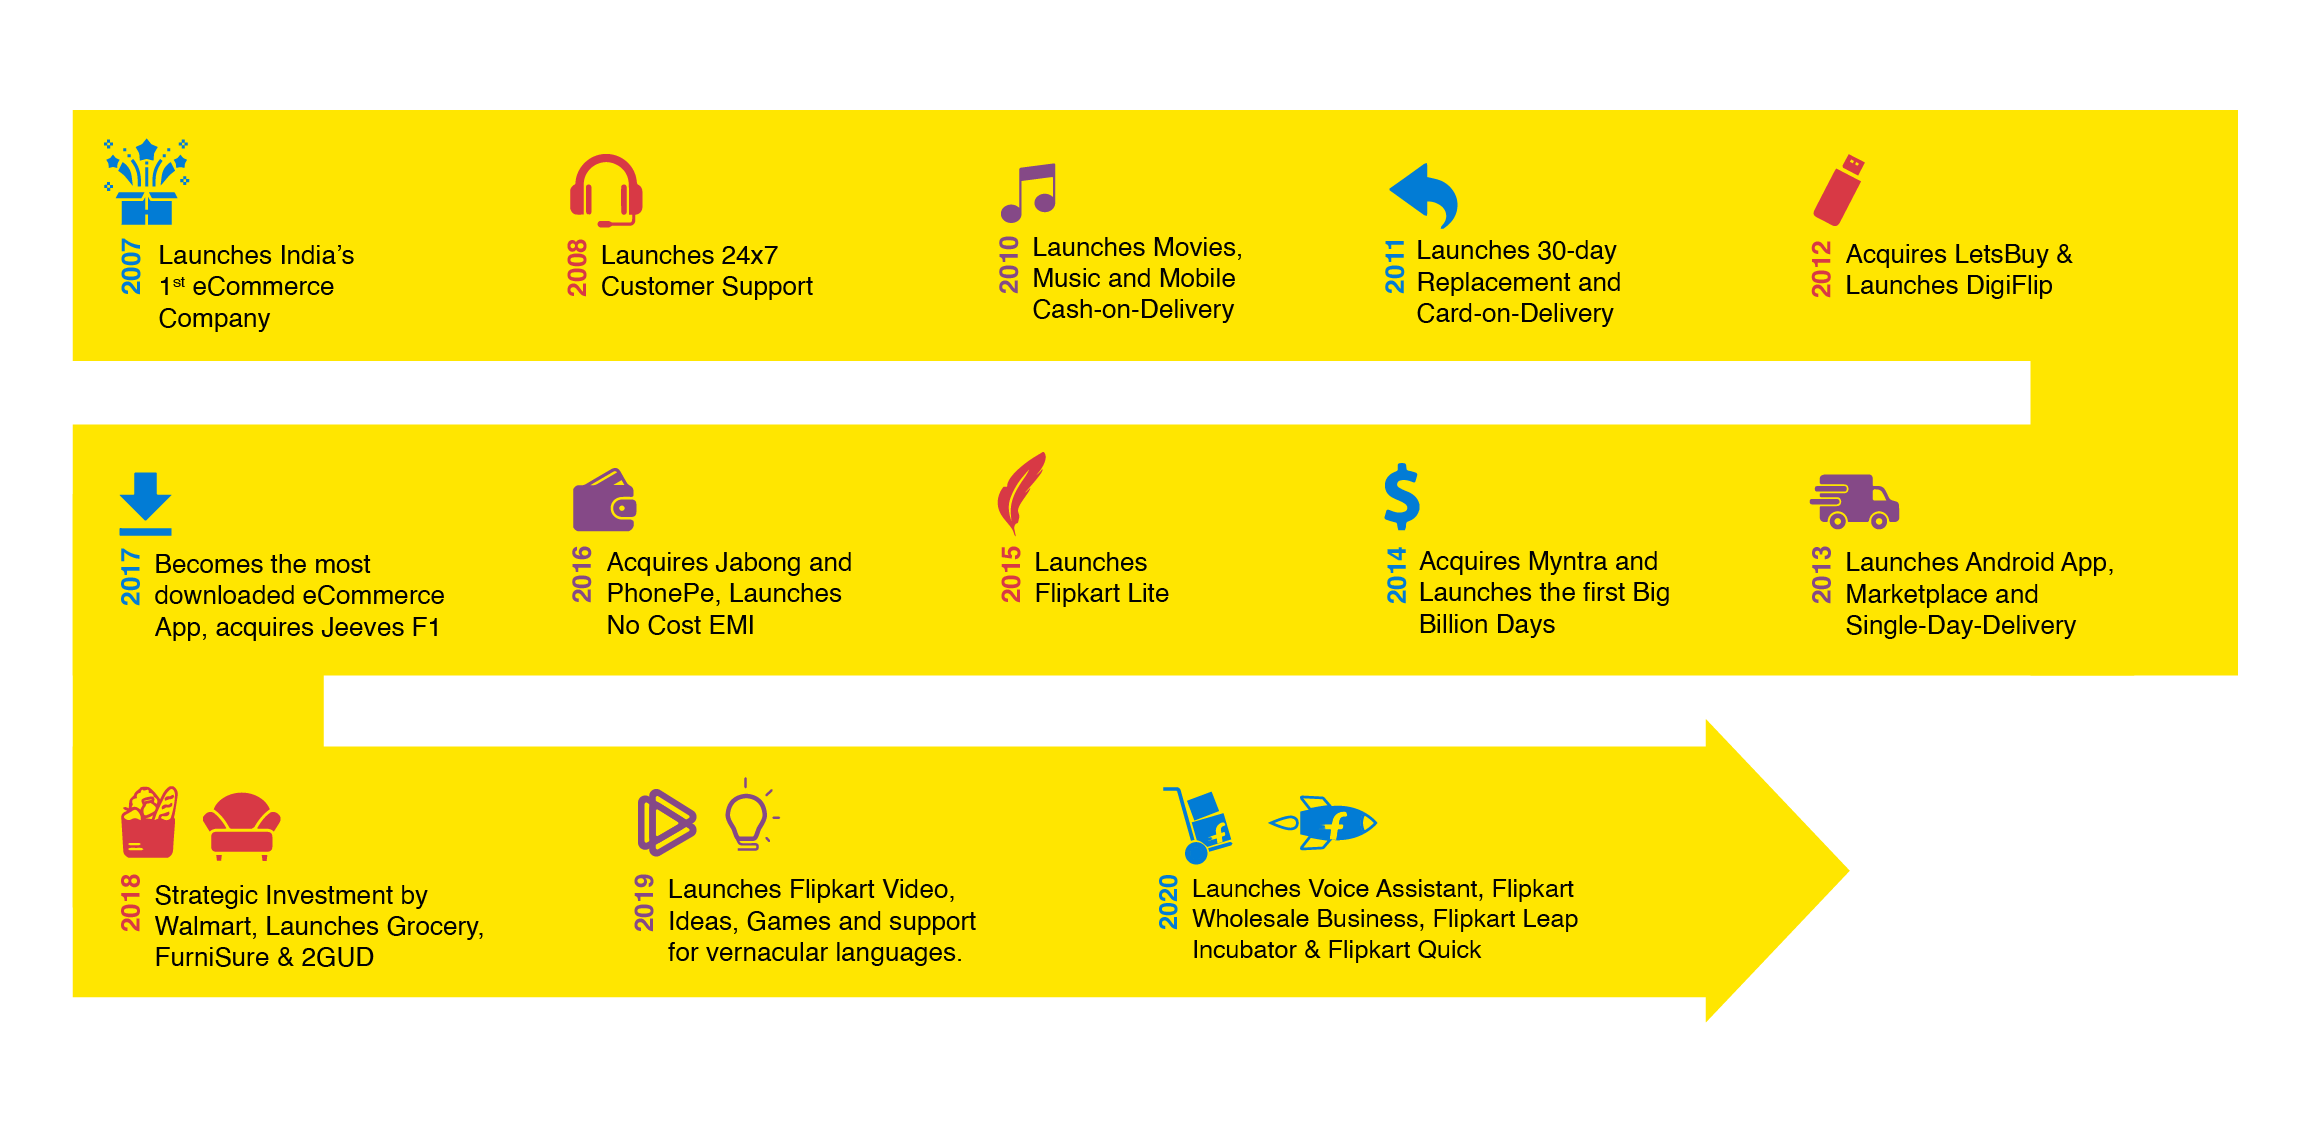 2007
Launches India’s
1st eCommerce
Company
2008
Launches 24x7
Customer Support
2010
Launches Movies,
Music and Mobile
Cash-on-Delivery
2011
Launches 30-day
Replacement and
Card-on-Delivery
2012
Acquires LetsBuy &
Launches DigiFlip
2013
Launches Android App,
Marketplace and
Single-Day-Delivery
2014
Acquires Myntra and
Launches the first Big
Billion Days
2015
Launches
Flipkart Lite
2016
Acquires Jabong and
PhonePe, Launches
No Cost EMI
2017
Becomes the most
downloaded eCommerce
App, acquires Jeeves F1
2018
Strategic Investment by
Walmart, Launches Grocery,
FurniSure & 2GUD
2019
Launches Flipkart Video,
Ideas, Games and support
for vernacular languages.
2020
Launches Voice Assistant, Flipkart
Wholesale Business, Flipkart Leap
Incubator & Flipkart Quick